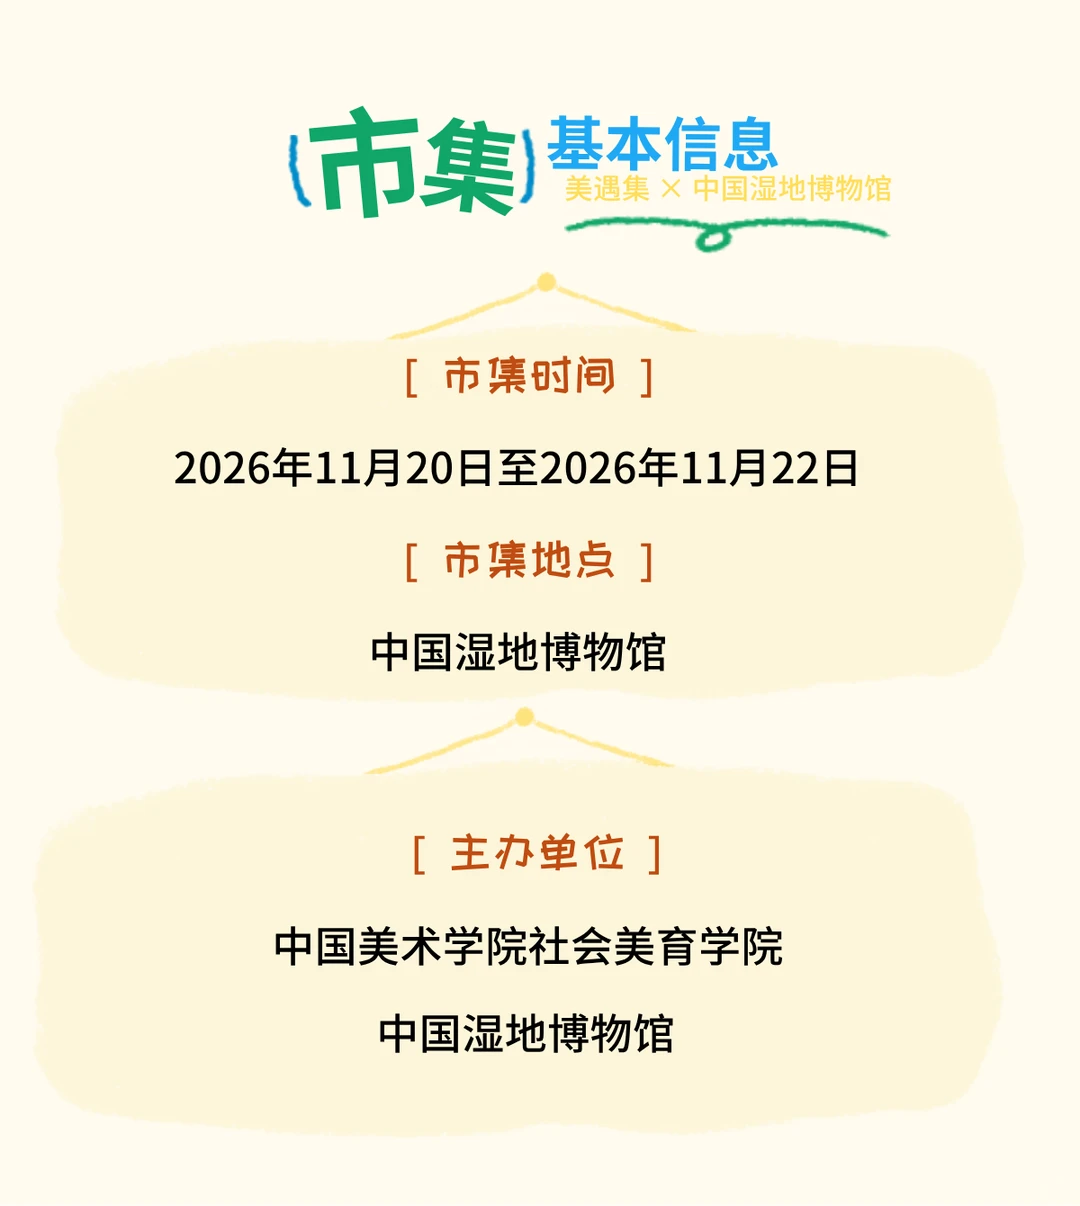 (市集)基本信息
美遇集 × 中国湿地博物馆
[ 市集时间 ]
2026年11月20日至2026年11月22日
[ 市集地点 ]
中国湿地博物馆
[ 主办单位 ]
中国美术学院社会美育学院
中国湿地博物馆